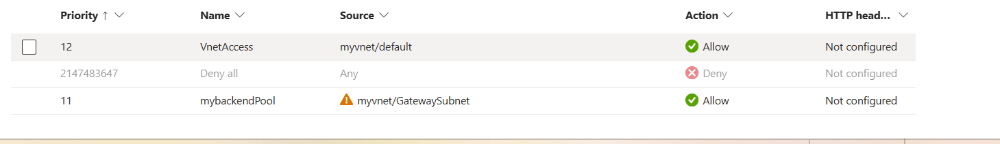 Priority ↑ Name Source Action HTTP head...
12 VnetAccess myvnet/default Allow Not configured
2147483647 Deny all Any Deny Not configured
11 mybackendPool myvnet/GatewaySubnet Allow Not configured